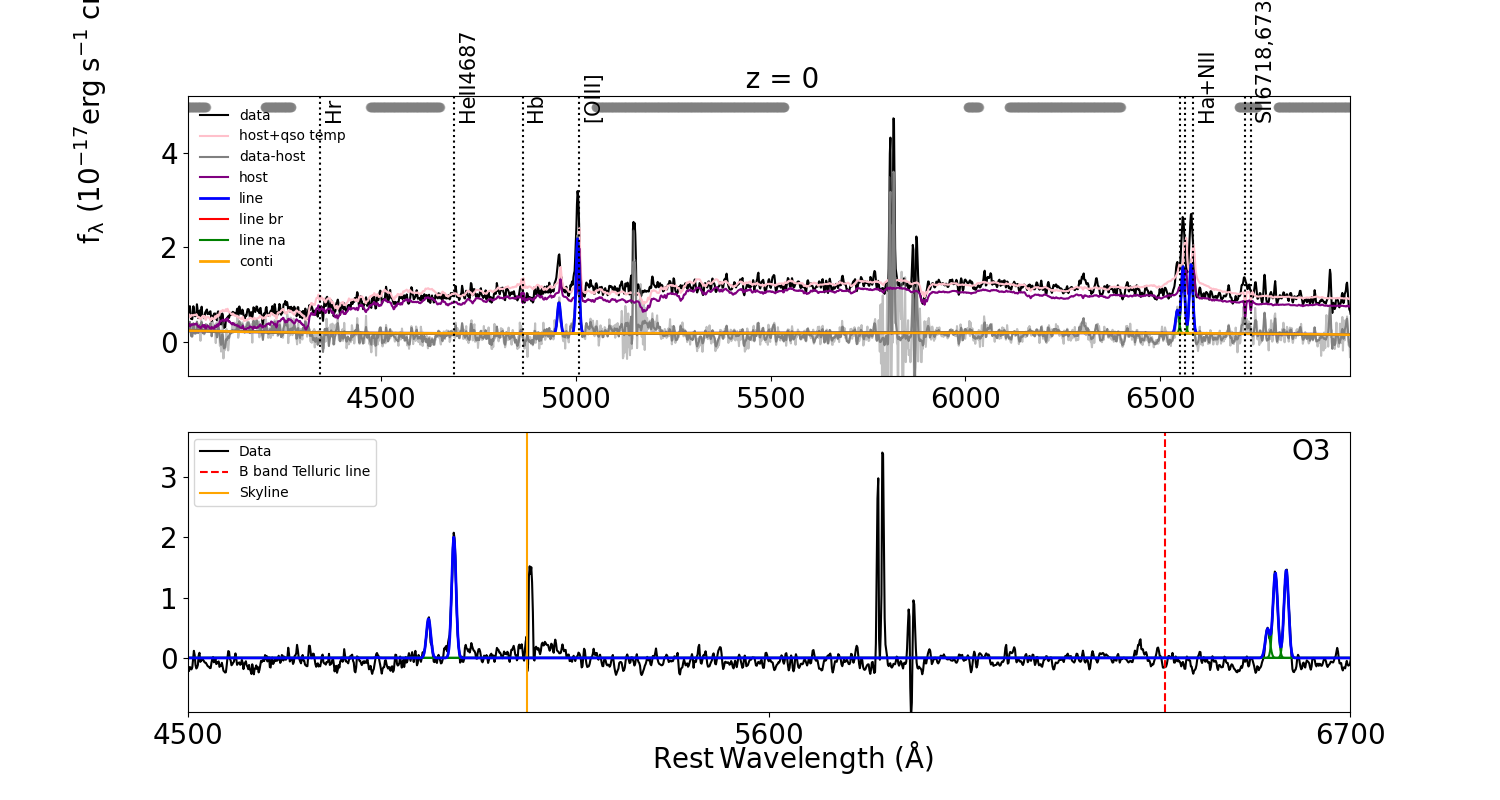 z = 0
Hr
HeII4687
Hb
[OIII]
Ha+NII
SII6718,673
f_λ (10^−17 erg s^−1 c
data
host+qso temp
data-host
host
line
line br
line na
conti
4
2
0
4500 5000 5500 6000 6500
O3
Data
B band Telluric line
Skyline
3
2
1
0
4500 5600 6700
Rest Wavelength (Å)